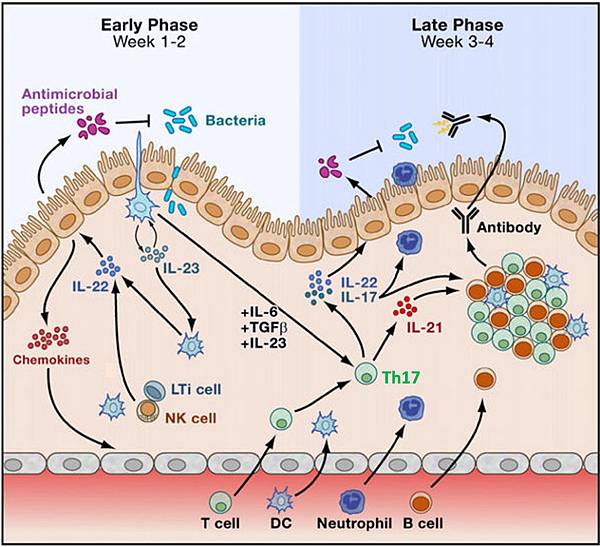 Early Phase
Week 1-2
Late Phase
Week 3-4
Antimicrobial
peptides
Bacteria
IL-23
IL-22
Chemokines
LTi cell
NK cell
+IL-6
+TGFβ
+IL-23
IL-22
IL-17
IL-21
Antibody
Th17
T cell
DC
Neutrophil
B cell